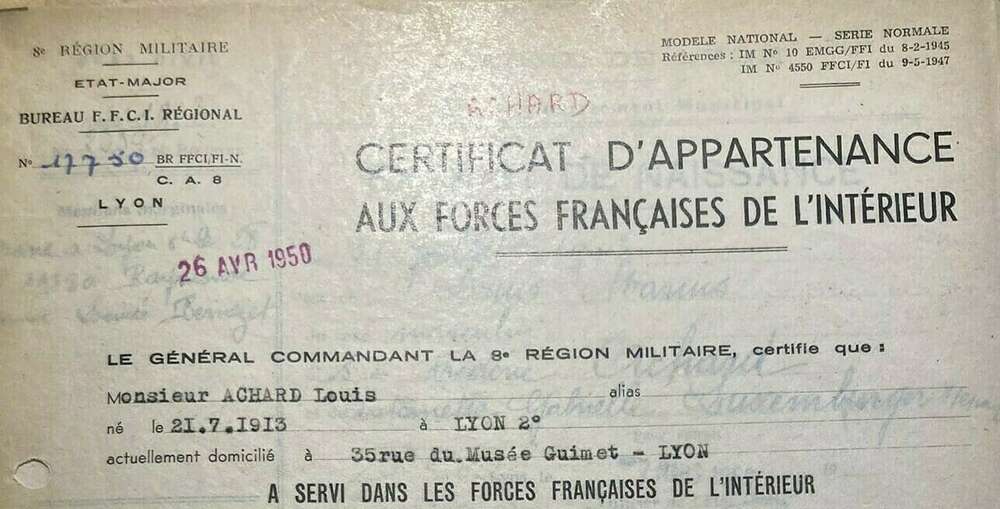 8e RÉGION MILITAIRE
ETAT-MAJOR
BUREAU F.F.C.I. RÉGIONAL
No 17750 BR FFCI/FI-N.
C. A. 8
LYON
26 AVR 1950
MODELE NATIONAL — SERIE NORMALE
Références : IM No 10 EMGG/FFI du 8-2-1945
IM No 4550 FFCI/FI du 9-5-1947
ACHARD
CERTIFICAT D'APPARTENANCE
AUX FORCES FRANÇAISES DE L'INTÉRIEUR
LE GÉNÉRAL COMMANDANT LA 8e RÉGION MILITAIRE, certifie que :
Monsieur ACHARD Louis alias
né le 21.7.1913 à LYON 2°
actuellement domicilié à 35rue du.Musée Guimet - LYON
A SERVI DANS LES FORCES FRANÇAISES DE L'INTÉRIEUR